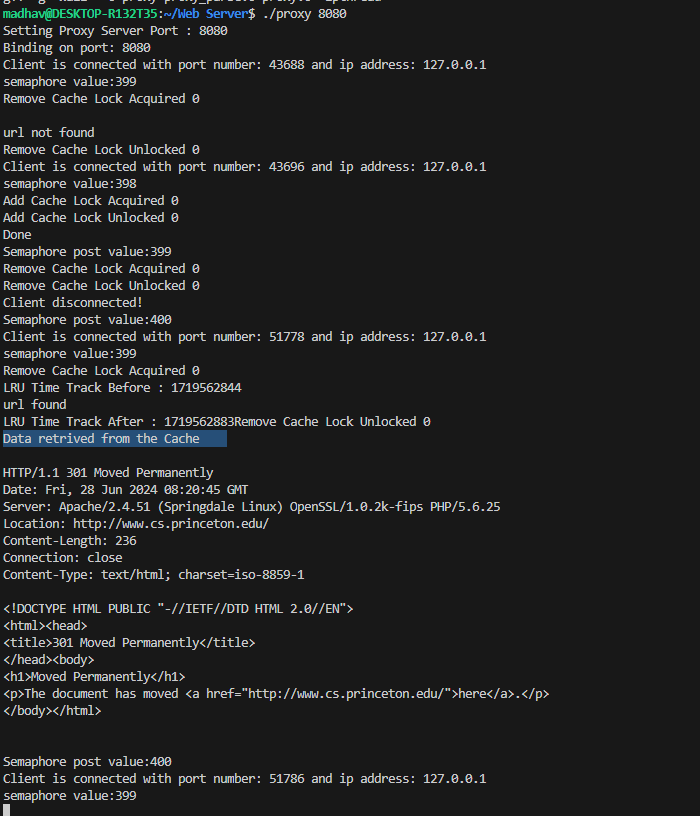 madhav@DESKTOP-R132T35:~/Web Server$ ./proxy 8080
Setting Proxy Server Port : 8080
Binding on port: 8080
Client is connected with port number: 43688 and ip address: 127.0.0.1
semaphore value:399
Remove Cache Lock Acquired 0
url not found
Remove Cache Lock Unlocked 0
Client is connected with port number: 43696 and ip address: 127.0.0.1
semaphore value:398
Add Cache Lock Acquired 0
Add Cache Lock Unlocked 0
Done
Semaphore post value:399
Remove Cache Lock Acquired 0
Remove Cache Lock Unlocked 0
Client disconnected!
Semaphore post value:400
Client is connected with port number: 51778 and ip address: 127.0.0.1
semaphore value:399
Remove Cache Lock Acquired 0
LRU Time Track Before : 1719562844
url found
LRU Time Track After : 1719562883Remove Cache Lock Unlocked 0
Data retrived from the Cache
HTTP/1.1 301 Moved Permanently
Date: Fri, 28 Jun 2024 08:20:45 GMT
Server: Apache/2.4.51 (Springdale Linux) OpenSSL/1.0.2k-fips PHP/5.6.25
Location: http://www.cs.princeton.edu/
Content-Length: 236
Connection: close
Content-Type: text/html; charset=iso-8859-1
<!DOCTYPE HTML PUBLIC "-//IETF//DTD HTML 2.0//EN">
<html><head>
<title>301 Moved Permanently</title>
</head><body>
<h1>Moved Permanently</h1>
<p>The document has moved <a href="http://www.cs.princeton.edu/">here</a>.</p>
</body></html>
Semaphore post value:400
Client is connected with port number: 51786 and ip address: 127.0.0.1
semaphore value:399